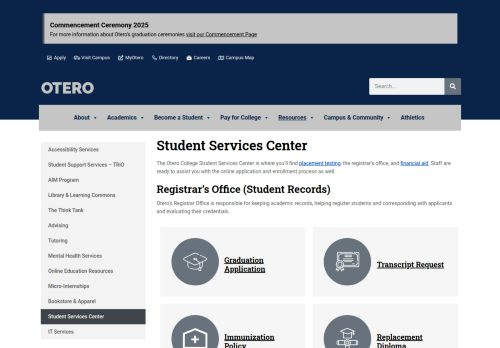 Commencement Ceremony 2025
For more information about Otero's graduation ceremonies visit our Commencement Page
Apply Visit Campus MyOtero Directory Careers Campus Map
OTERO
Search...
About Academics Become a Student Pay for College Resources Campus & Community Athletics
Accessibility Services
Student Support Services – TRiO
AIM Program
Library & Learning Commons
The Think Tank
Advising
Tutoring
Mental Health Services
Online Education Resources
Micro-Internships
Bookstore & Apparel
Student Services Center
IT Services
Student Services Center
The Otero College Student Services Center is where you'll find placement testing, the registrar's office, and financial aid. Staff are
ready to assist you with the online application and enrollment process as well.
Registrar's Office (Student Records)
Otero's Registrar Office is responsible for keeping academic records, helping register students and corresponding with applicants
and evaluating their credentials.
Graduation
Application
Transcript Request
Immunization
Policy
Replacement
Diploma